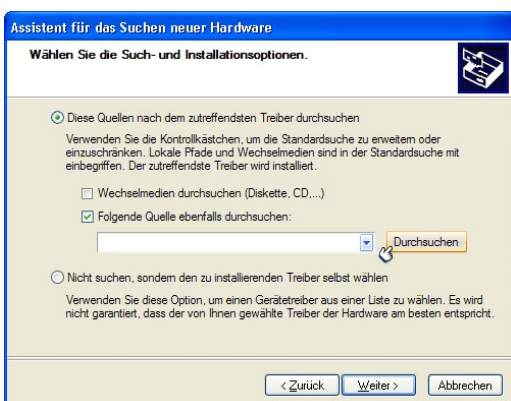 Assistent für das Suchen neuer Hardware
Wählen Sie die Such- und Installationsoptionen.
Diese Quellen nach dem zutreffendsten Treiber durchsuchen
Verwenden Sie die Kontrollkästchen, um die Standardsuche zu erweitern oder
einzuschränken. Lokale Pfade und Wechselmedien sind in der Standardsuche mit
einbegriffen. Der zutreffendste Treiber wird installiert.
Wechselmedien durchsuchen (Diskette, CD,...)
Folgende Quelle ebenfalls durchsuchen:
Durchsuchen
Nicht suchen, sondern den zu installierenden Treiber selbst wählen
Verwenden Sie diese Option, um einen Gerätetreiber aus einer Liste zu wählen. Es wird
nicht garantiert, dass der von Ihnen gewählte Treiber der Hardware am besten entspricht.
< Zurück Weiter > Abbrechen